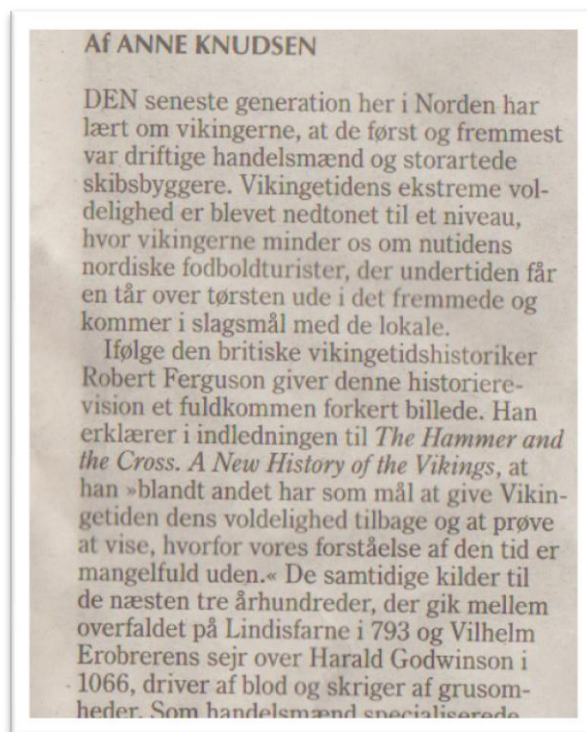 Af ANNE KNUDSEN
DEN seneste generation her i Norden har
lært om vikingerne, at de først og fremmest
var driftige handelsmænd og storartede
skibsbyggere. Vikingetidens ekstreme vol-
delighed er blevet nedtonet til et niveau,
hvor vikingerne minder os om nutidens
nordiske fodboldturister, der undertiden får
en tår over tørsten ude i det fremmede og
kommer i slagsmål med de lokale.
Ifølge den britiske vikingetidshistoriker
Robert Ferguson giver denne historiere-
vision et fuldkommen forkert billede. Han
erklærer i indledningen til The Hammer and
the Cross. A New History of the Vikings, at
han »blandt andet har som mål at give Vikin-
getiden dens voldelighed tilbage og at prøve
at vise, hvorfor vores forståelse af den tid er
mangelfuld uden.« De samtidige kilder til
de næsten tre århundreder, der gik mellem
overfaldet på Lindisfarne i 793 og Vilhelm
Erobrerens sejr over Harald Godwinson i
1066, driver af blod og skriger af grusom-
heder. Som handelsmænd specialiserede